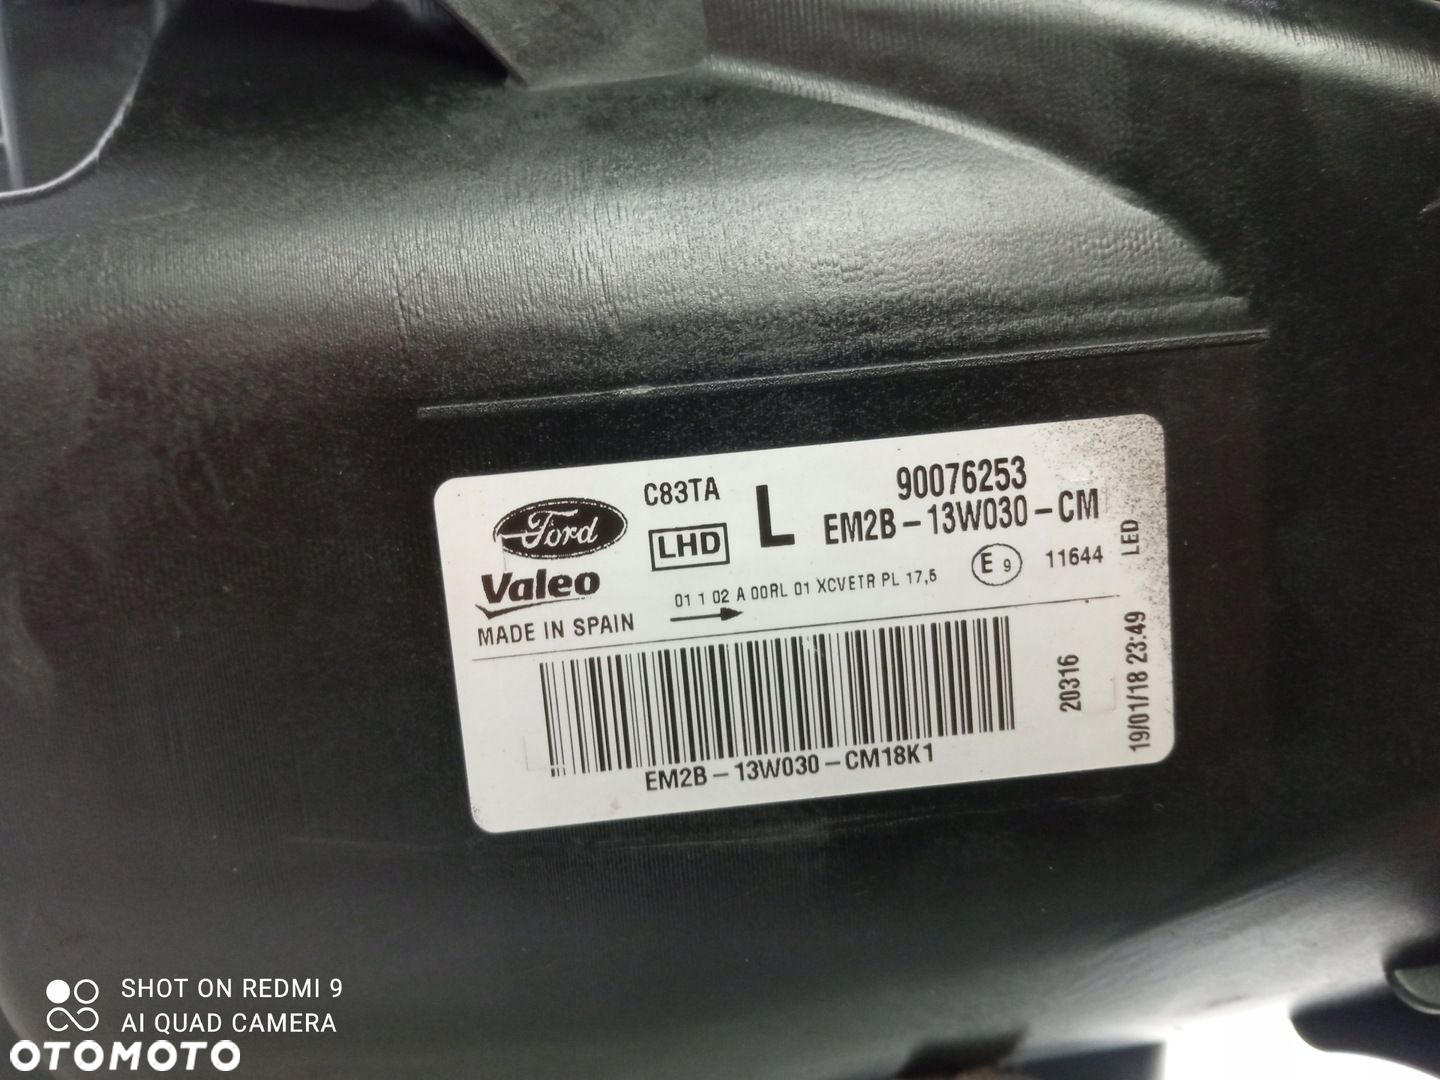 Ford
C83TA
LHD
L
90076253
EM2B-13W030-CM
Valeo
01 1 02 A 00RL 01 XCVETR PL 17,5
E 9
11644
LED
MADE IN SPAIN
EM2B-13W030-CM18K1
20316
19/01/18 23:49
SHOT ON REDMI 9
AI QUAD CAMERA
OTOMOTO